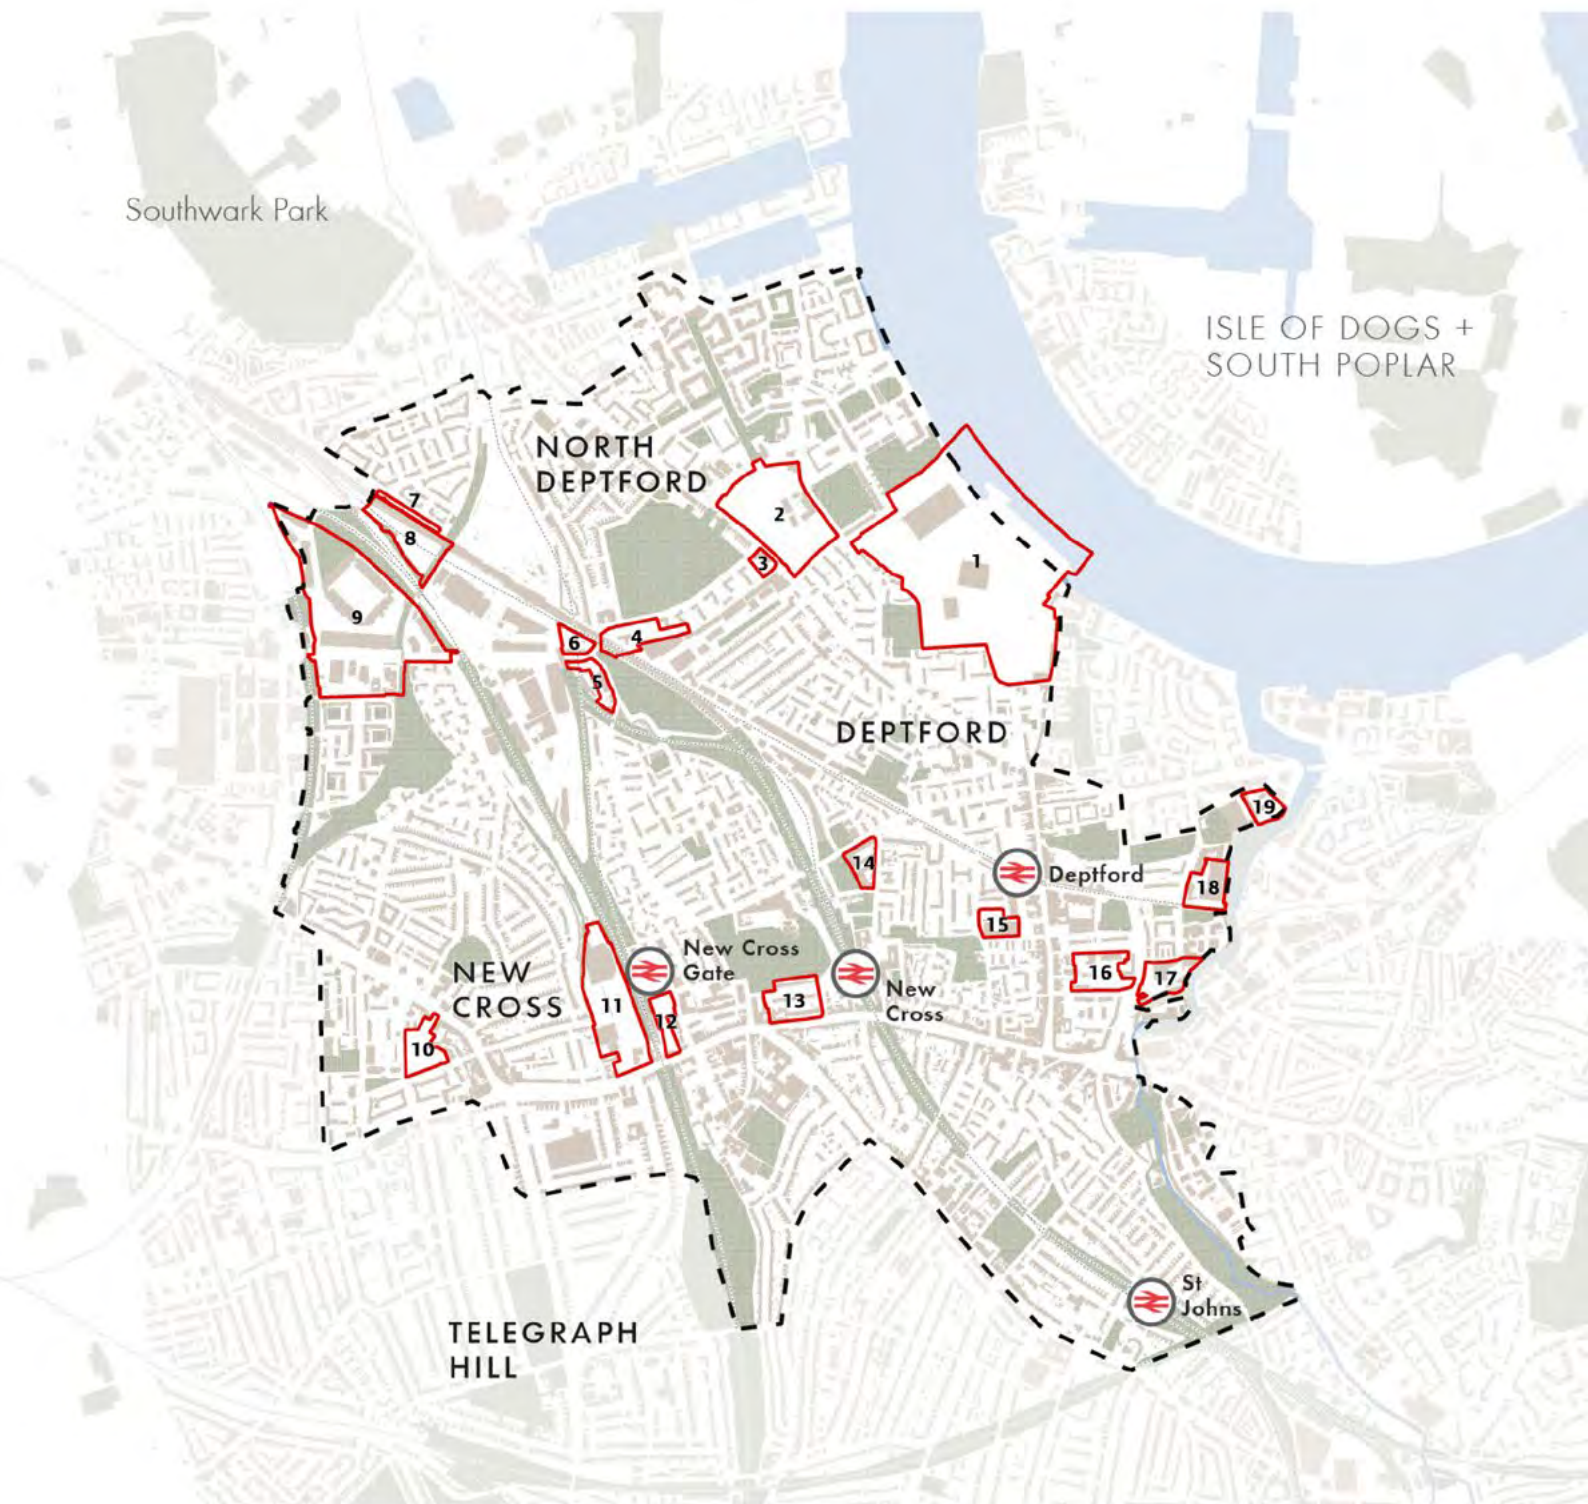 Southwark Park
ISLE OF DOGS +
SOUTH POPLAR
NORTH
DEPTFORD
7
2
8
1
3
9
6
4
5
DEPTFORD
19
14
Deptford
18
15
New Cross
Gate
NEW
CROSS
16
17
New
Cross
11
13
12
10
St
Johns
TELEGRAPH
HILL